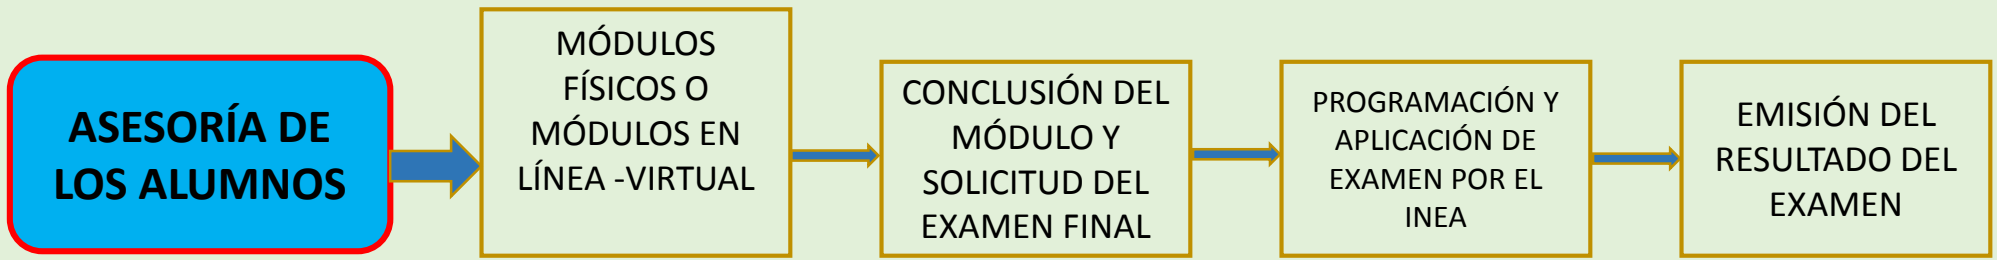 ASESORÍA DE
LOS ALUMNOS
MÓDULOS
FÍSICOS O
MÓDULOS EN
LÍNEA -VIRTUAL
CONCLUSIÓN DEL
MÓDULO Y
SOLICITUD DEL
EXAMEN FINAL
PROGRAMACIÓN Y
APLICACIÓN DE
EXAMEN POR EL
INEA
EMISIÓN DEL
RESULTADO DEL
EXAMEN